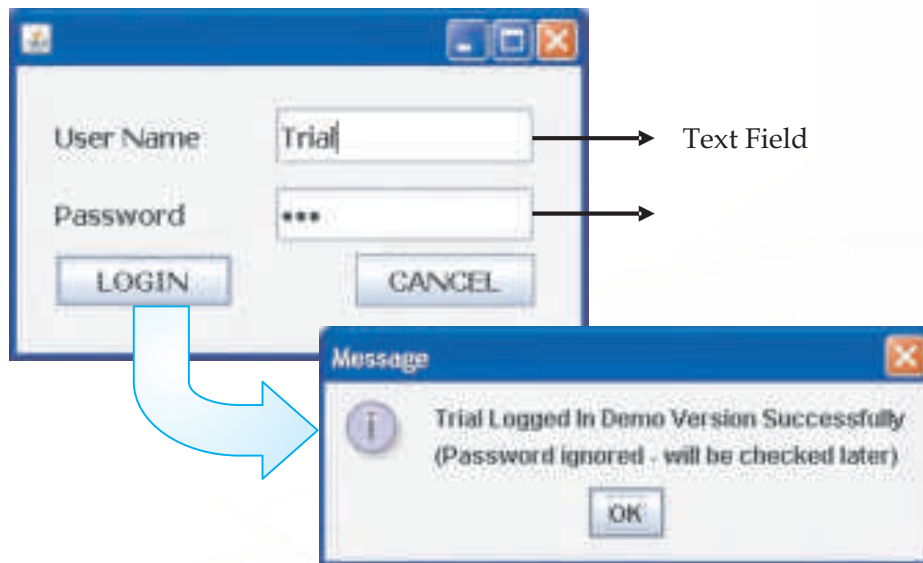 User Name Trial Text Field
Password •••
LOGIN CANCEL
Message
i
Trial Logged In Demo Version Successfully
(Password ignored - will be checked later)
OK